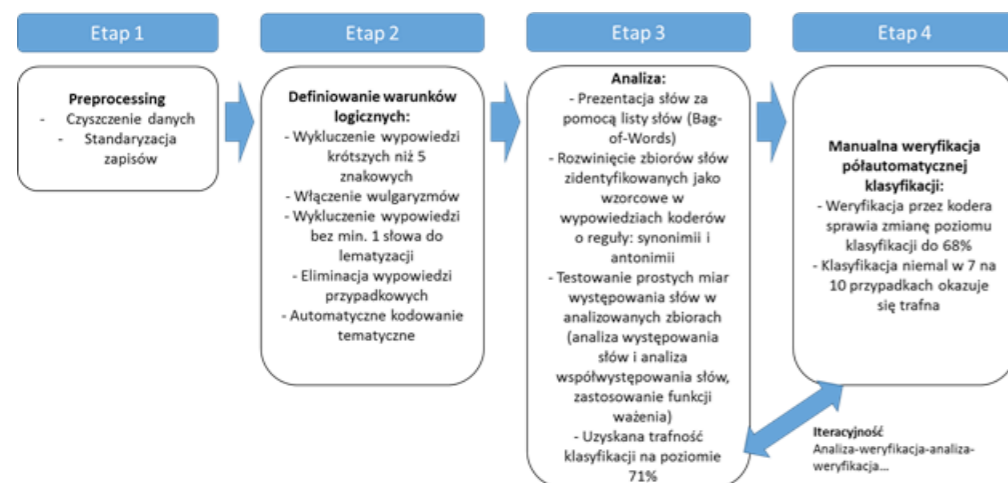 Etap 1
Preprocessing
- Czyszczenie danych
- Standaryzacja
zapisów
Etap 2
Definiowanie warunków
logicznych:
- Wykluczenie wypowiedzi
krótszych niż 5
znakowych
- Włączenie wulgaryzmów
- Wykluczenie wypowiedzi
bez min. 1 słowa do
lematyzacji
- Eliminacja wypowiedzi
przypadkowych
- Automatyczne kodowanie
tematyczne
Etap 3
Analiza:
- Prezentacja słów za
pomocą listy słów (Bag-
of-Words)
- Rozwinięcie zbiorów słów
zidentyfikowanych jako
wzorcowe w
wypowiedziach koderów
o reguły: synonimii i
antonimii
- Testowanie prostych miar
występowania słów w
analizowanych zbiorach
(analiza występowania
słów i analiza
współwystępowania słów,
zastosowanie funkcji
ważenia)
- Uzyskana trafność
klasyfikacji na poziomie
71%
Etap 4
Manualna weryfikacja
półautomatycznej
klasyfikacji:
- Weryfikacja przez kodera
sprawia zmianę poziomu
klasyfikacji do 68%
- Klasyfikacja niemal w 7 na
10 przypadkach okazuje
się trafna
Iteracyjność
Analiza-weryfikacja-analiza-
weryfikacja...